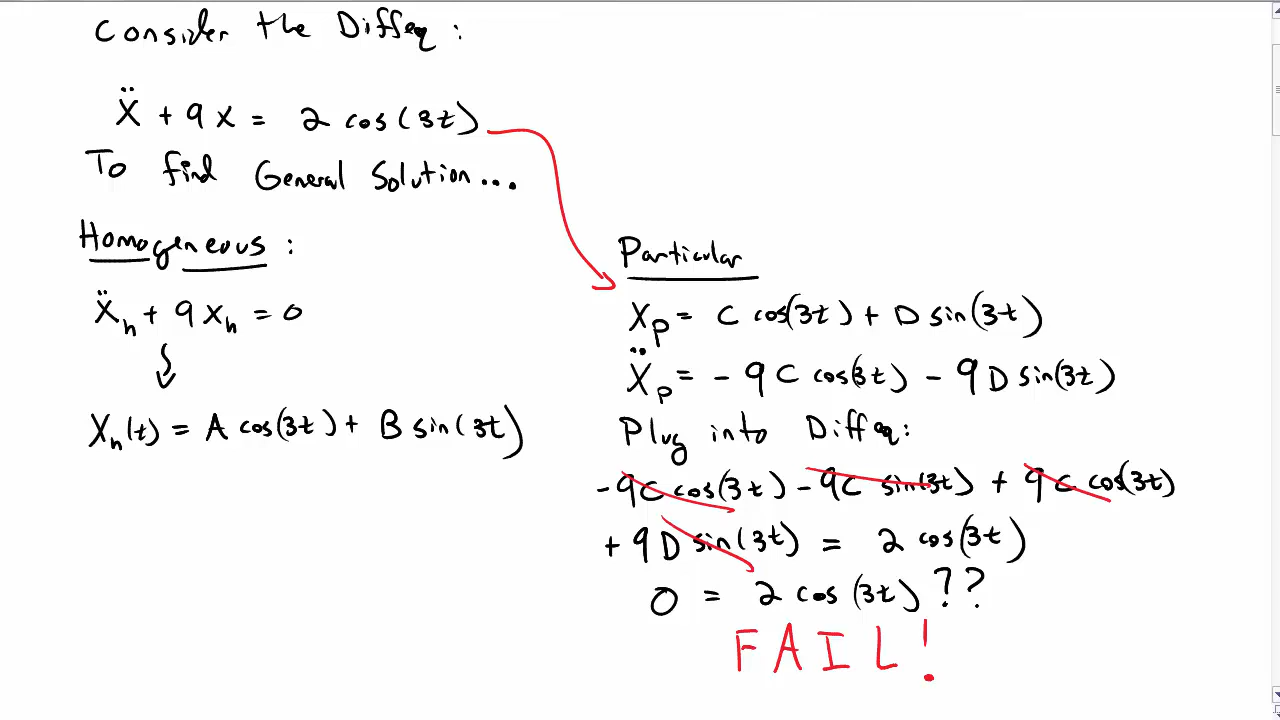 Consider the Diffeq :
Ẍ + 9x = 2 cos(3t)
To find General Solution...
Homogeneous :
Ẍₕ + 9xₕ = 0
Xₕ(t) = A cos(3t) + B sin(3t)
Particular
Xₚ = C cos(3t) + D sin(3t)
Ẍₚ = - 9C cos(3t) - 9D sin(3t)
Plug into Diffeq:
-9C cos(3t) - 9C sin(3t) + 9C cos(3t)
+ 9D sin(3t) = 2 cos(3t)
0 = 2 cos(3t) ??
FAIL!